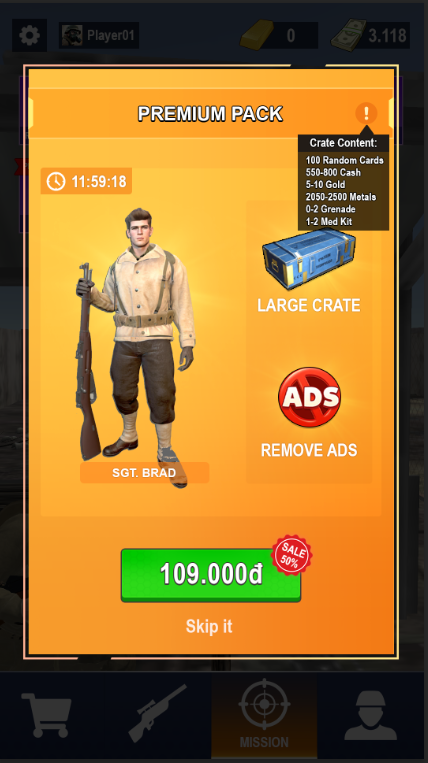 Player01
0
3.118
PREMIUM PACK
!
Crate Content:
100 Random Cards
550-800 Cash
5-10 Gold
2050-2500 Metals
0-2 Grenade
1-2 Med Kit
11:59:18
LARGE CRATE
ADS
REMOVE ADS
SGT. BRAD
SALE
50%
109.000đ
Skip it
MISSION